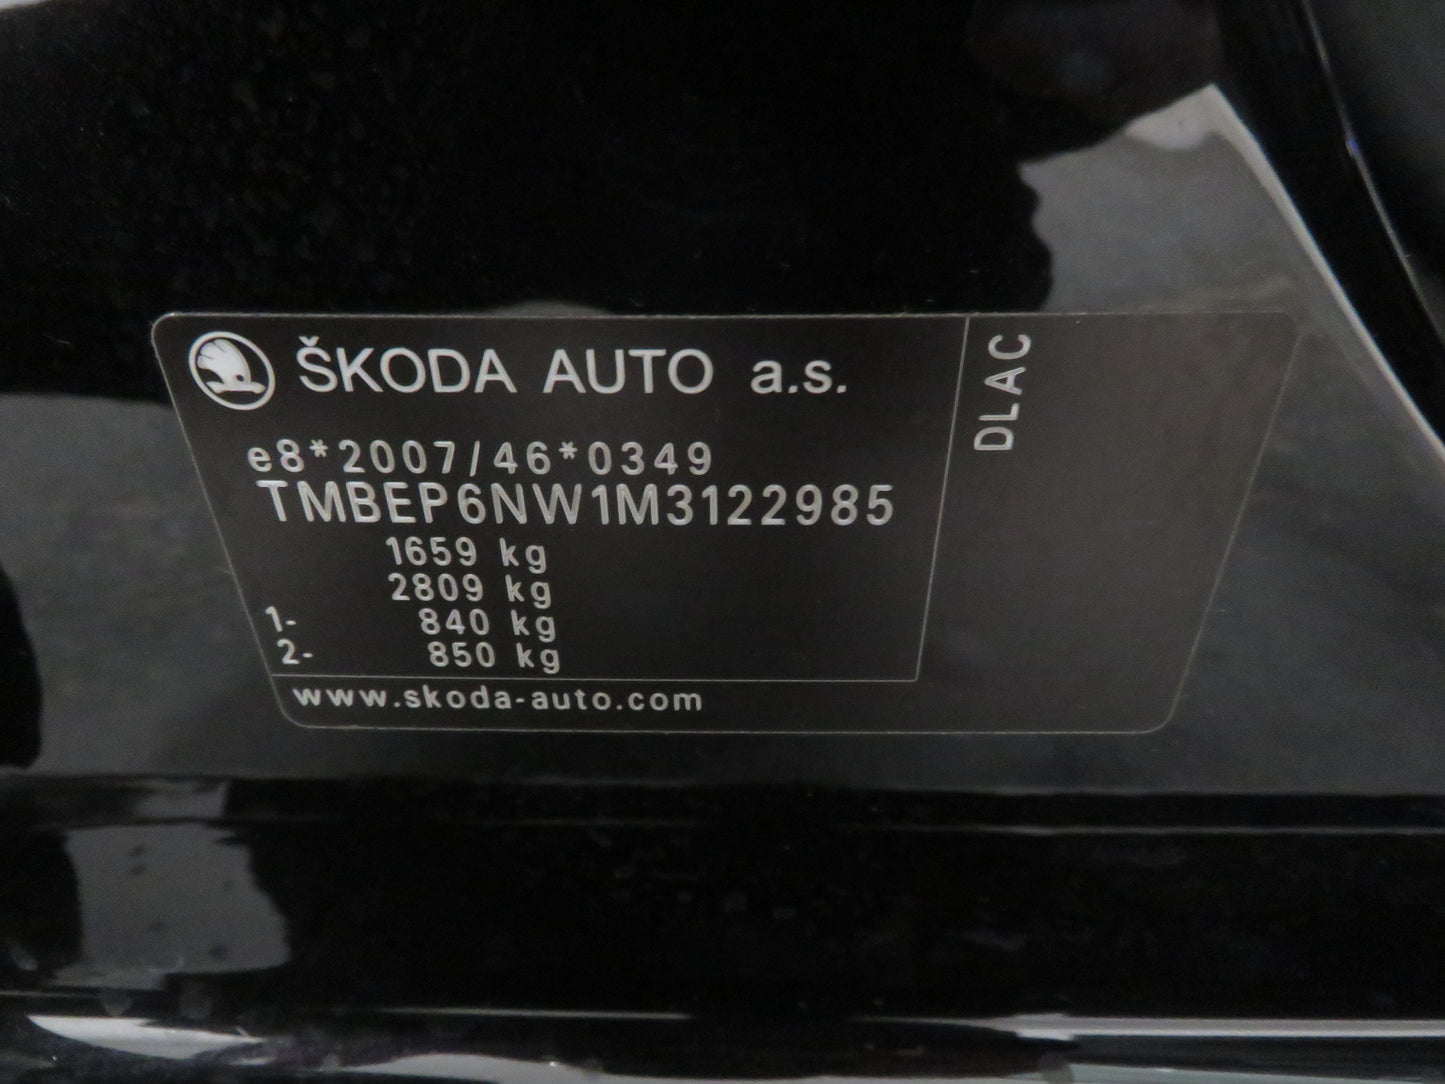 ŠKODA AUTO a.s.
DLAC
e8*2007/46*0349
TMBEP6NW1M3122985
1659 kg
2809 kg
1- 840 kg
2- 850 kg
www.skoda-auto.com